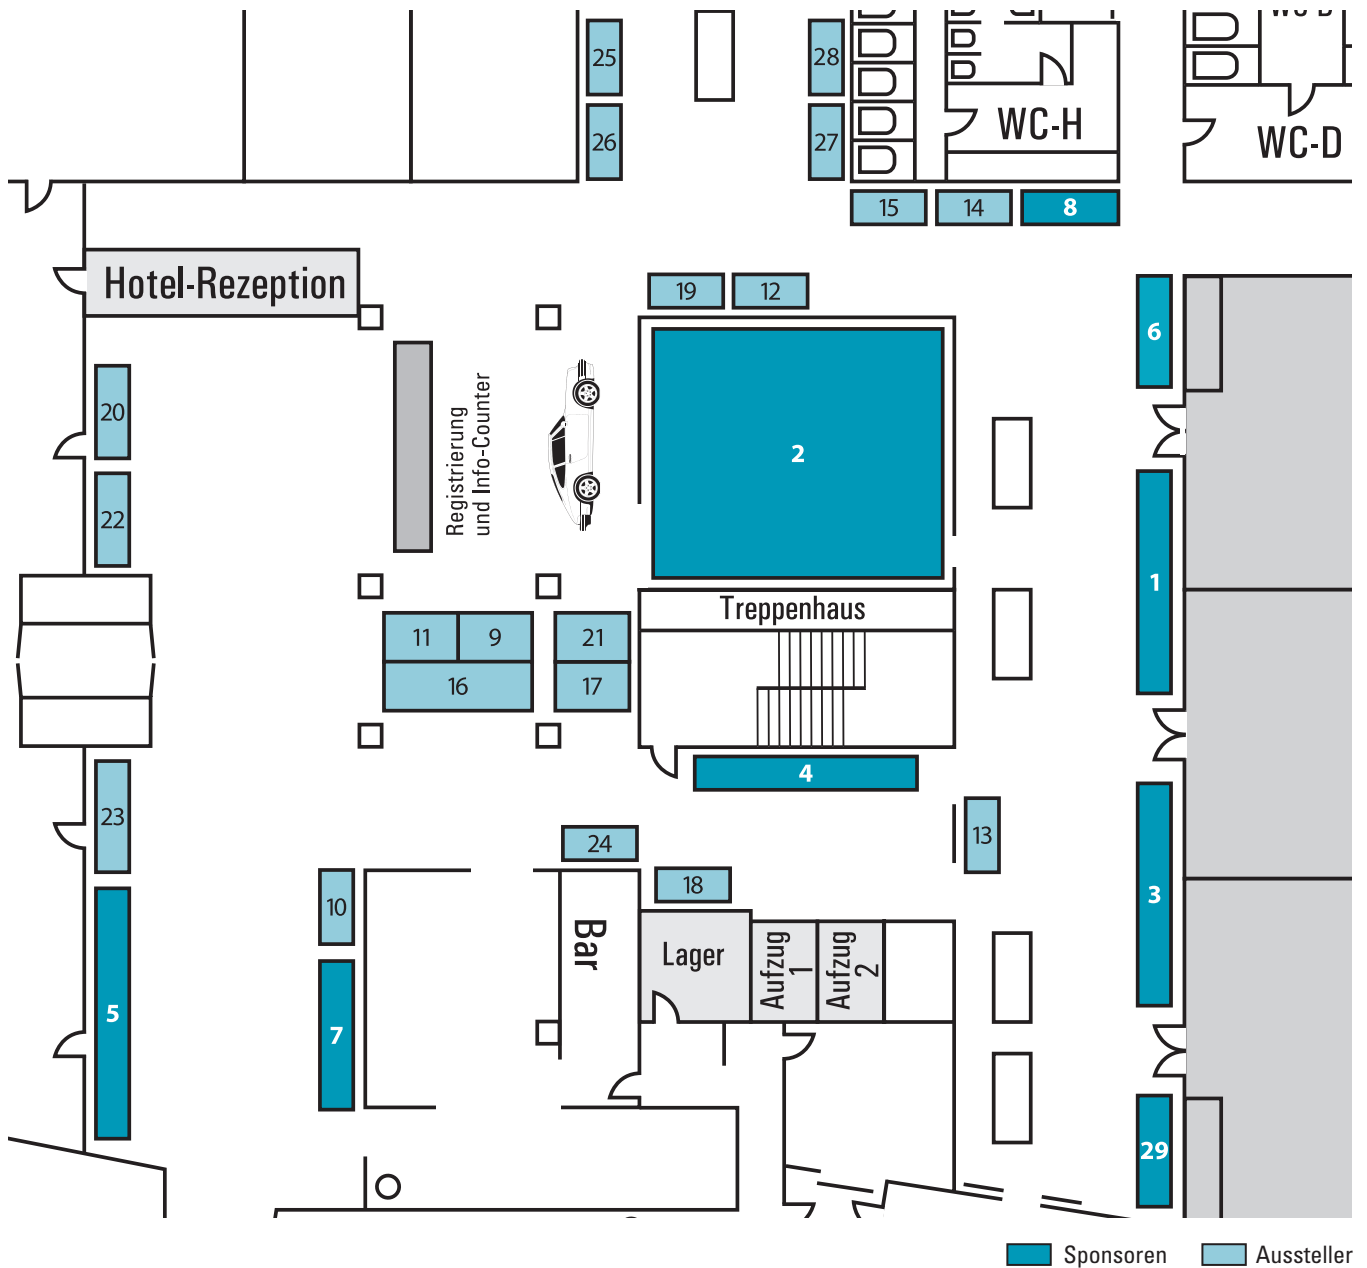 WC-D
25
28
26
27
WC-H
WC-D
15
14
8
Hotel-Rezeption
19
12
6
20
Registrierung
und Info-Counter
2
22
1
Treppenhaus
11
9
21
16
17
4
23
24
13
18
10
3
Bar
Lager
Aufzug
1
Aufzug
2
5
7
29
Sponsoren
Aussteller